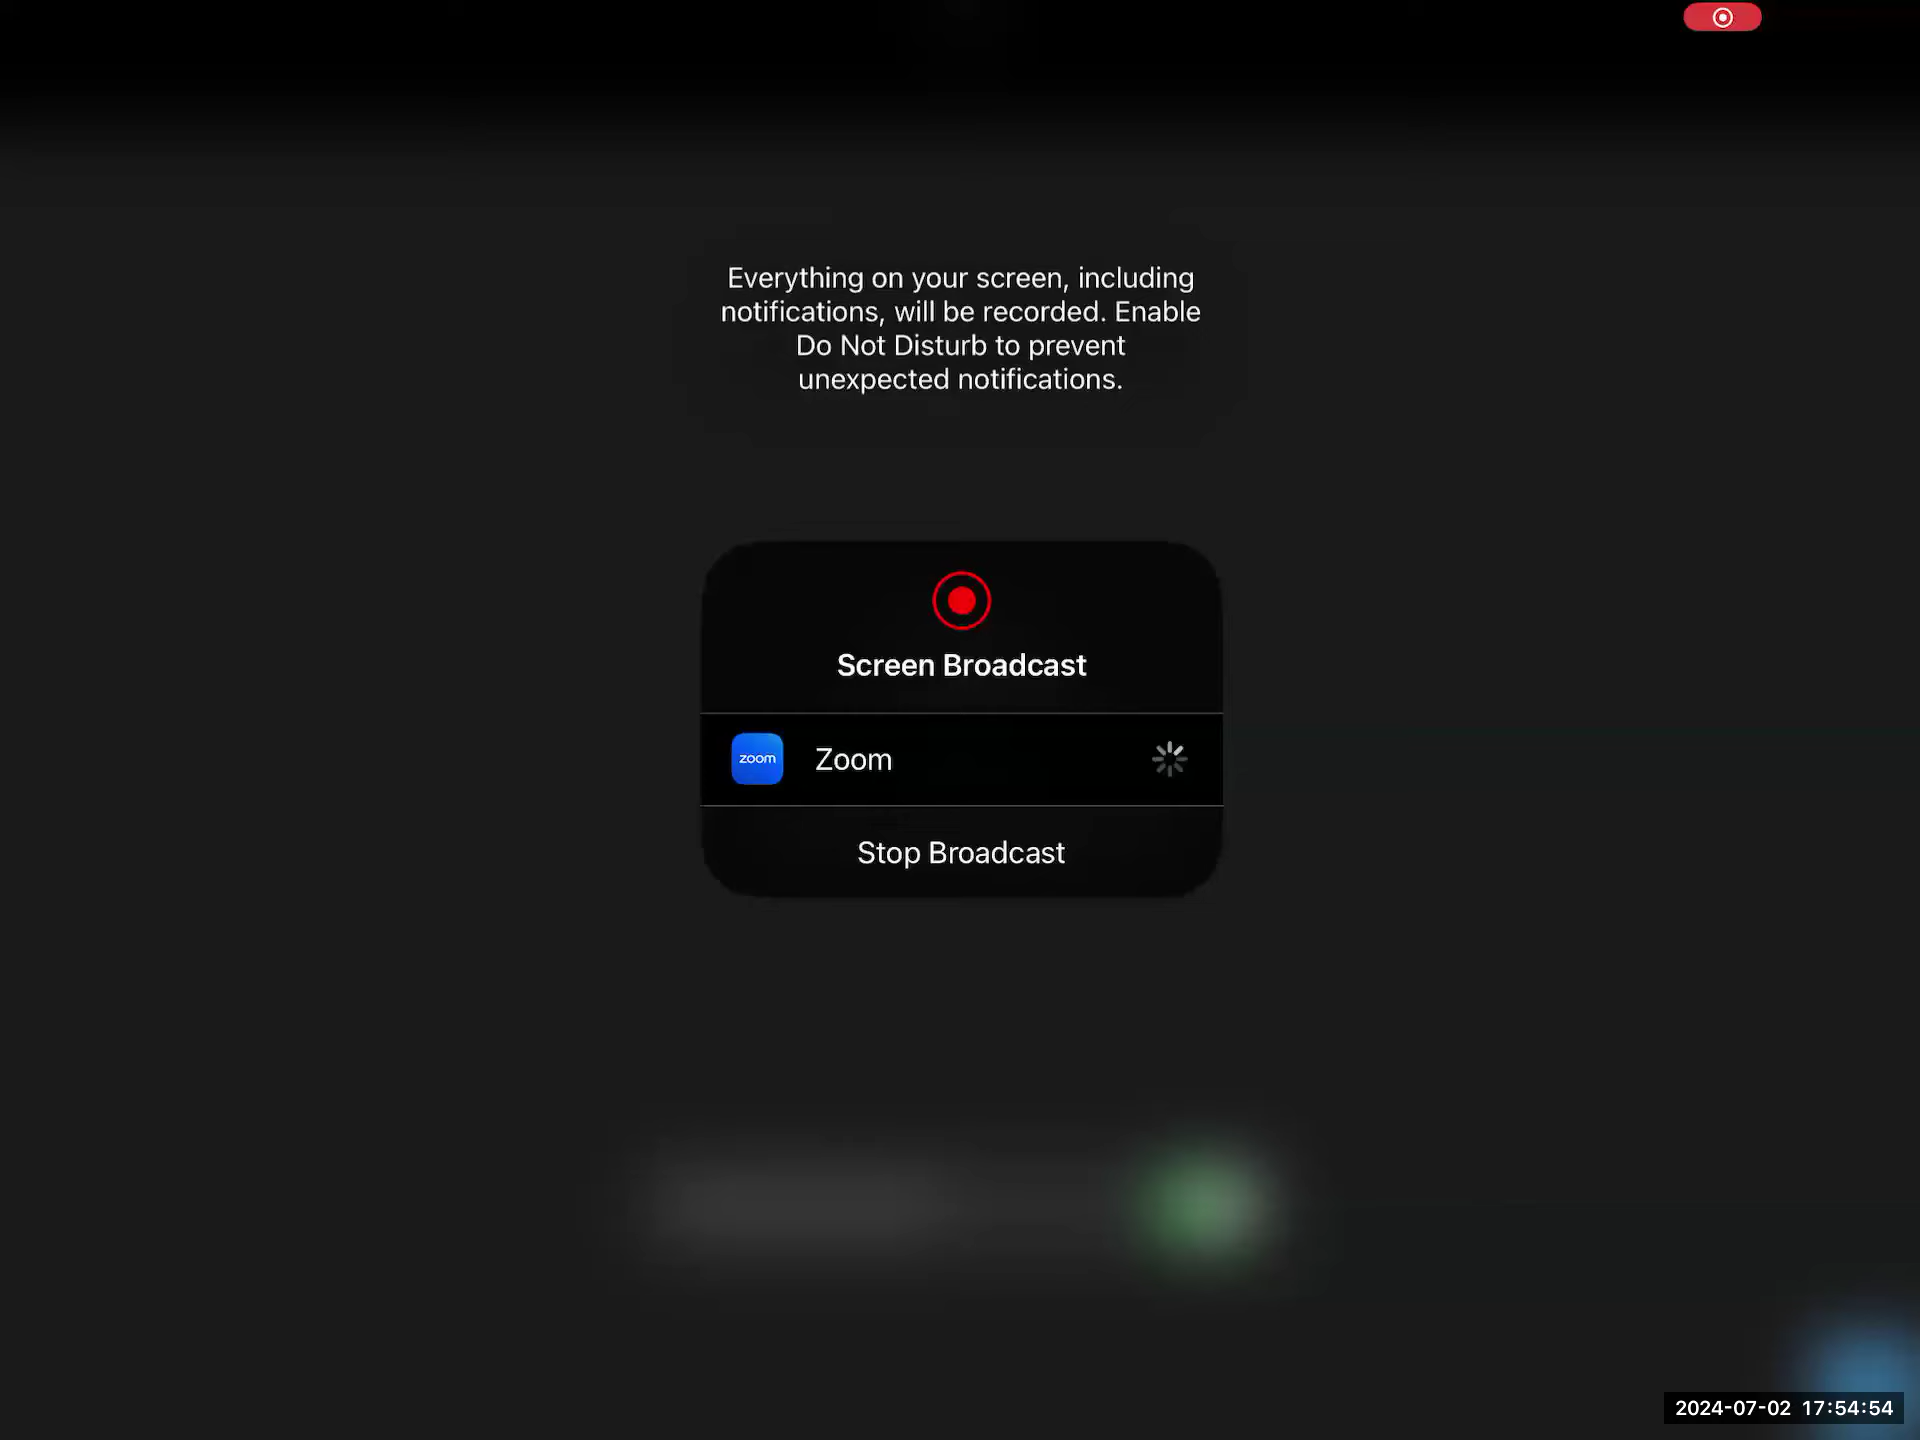 Everything on your screen, including
notifications, will be recorded. Enable
Do Not Disturb to prevent
unexpected notifications.
Screen Broadcast
zoom Zoom
Stop Broadcast
2024-07-02 17:54:54